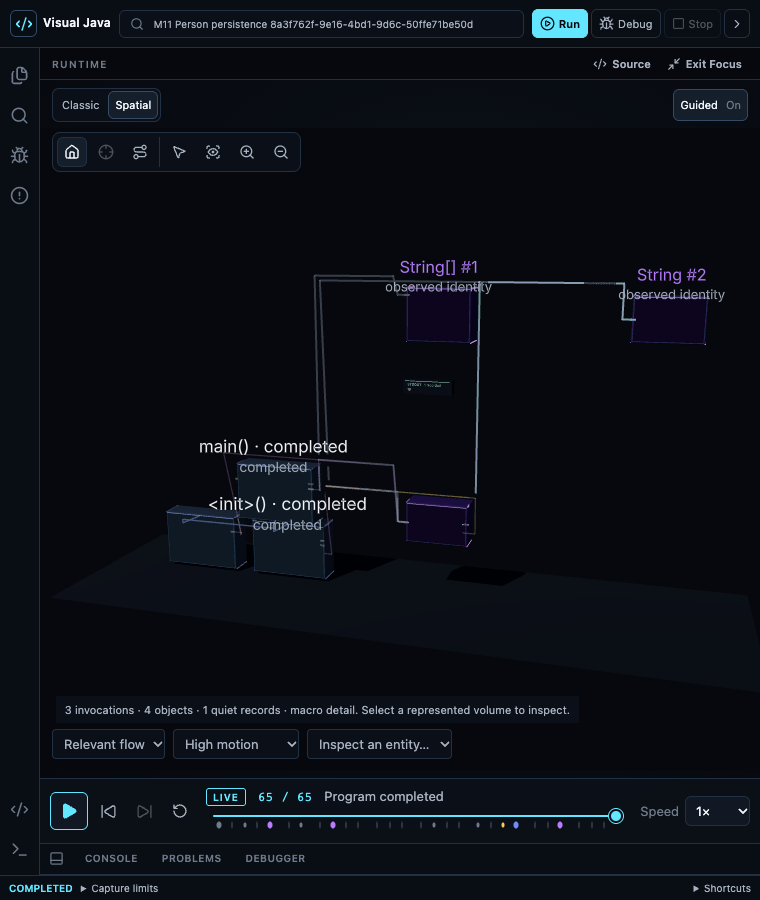 Visual Java
M11 Person persistence 8a3f762f-9e16-4bd1-9d6c-50ffe71be50d
Run
Debug
Stop
RUNTIME
Source
Exit Focus
Classic
Spatial
Guided On
String[] #1
observed identity
String #2
observed identity
main() · completed
completed
<init>() · completed
completed
3 invocations · 4 objects · 1 quiet records · macro detail. Select a represented volume to inspect.
Relevant flow
High motion
Inspect an entity...
LIVE
65 / 65
Program completed
Speed
1×
CONSOLE
PROBLEMS
DEBUGGER
COMPLETED
Capture limits
Shortcuts